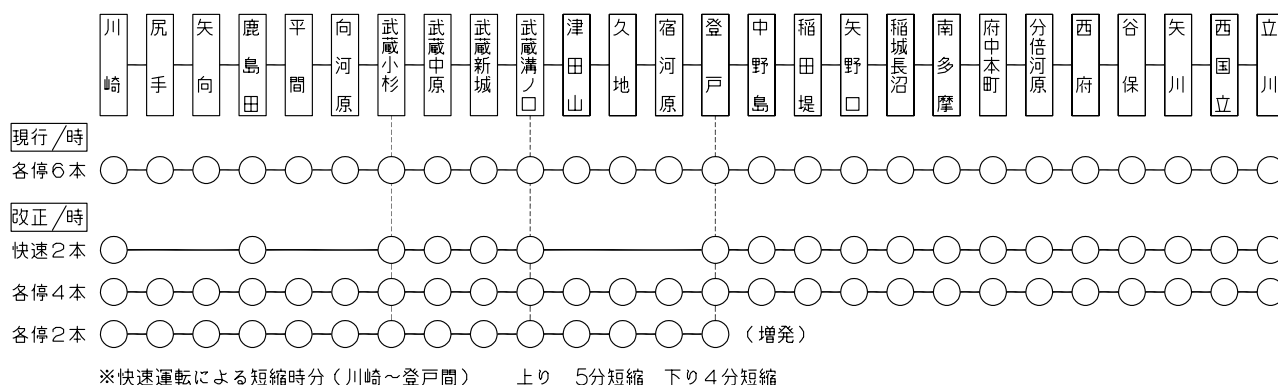 川崎 尻手 矢向 鹿島田 平間 向河原 武蔵小杉 武蔵中原 武蔵新城 武蔵溝ノ口 津田山 久地 宿河原 登戸 中野島 稲田堤 矢野口 稲城長沼 南多摩 府中本町 分倍河原 西府 谷保 矢川 西国立 立川
現行/時
各停6本
改正/時
快速2本
各停4本
各停2本 (増発)
※快速運転による短縮時分(川崎~登戸間) 上り 5分短縮 下り4分短縮